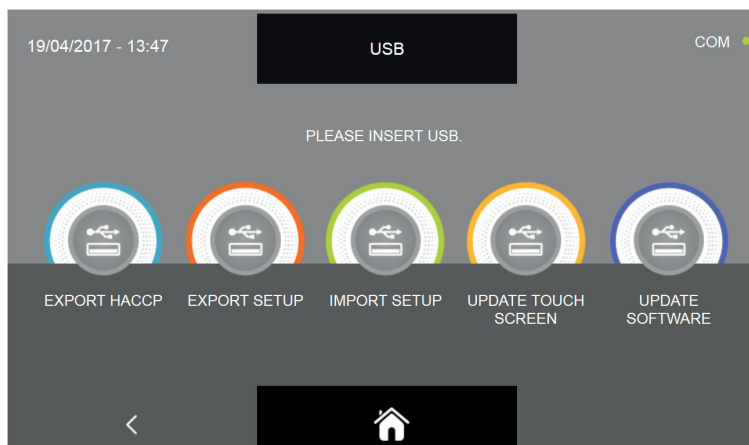 19/04/2017 - 13:47
USB
COM
PLEASE INSERT USB.
EXPORT HACCP
EXPORT SETUP
IMPORT SETUP
UPDATE TOUCH
SCREEN
UPDATE
SOFTWARE